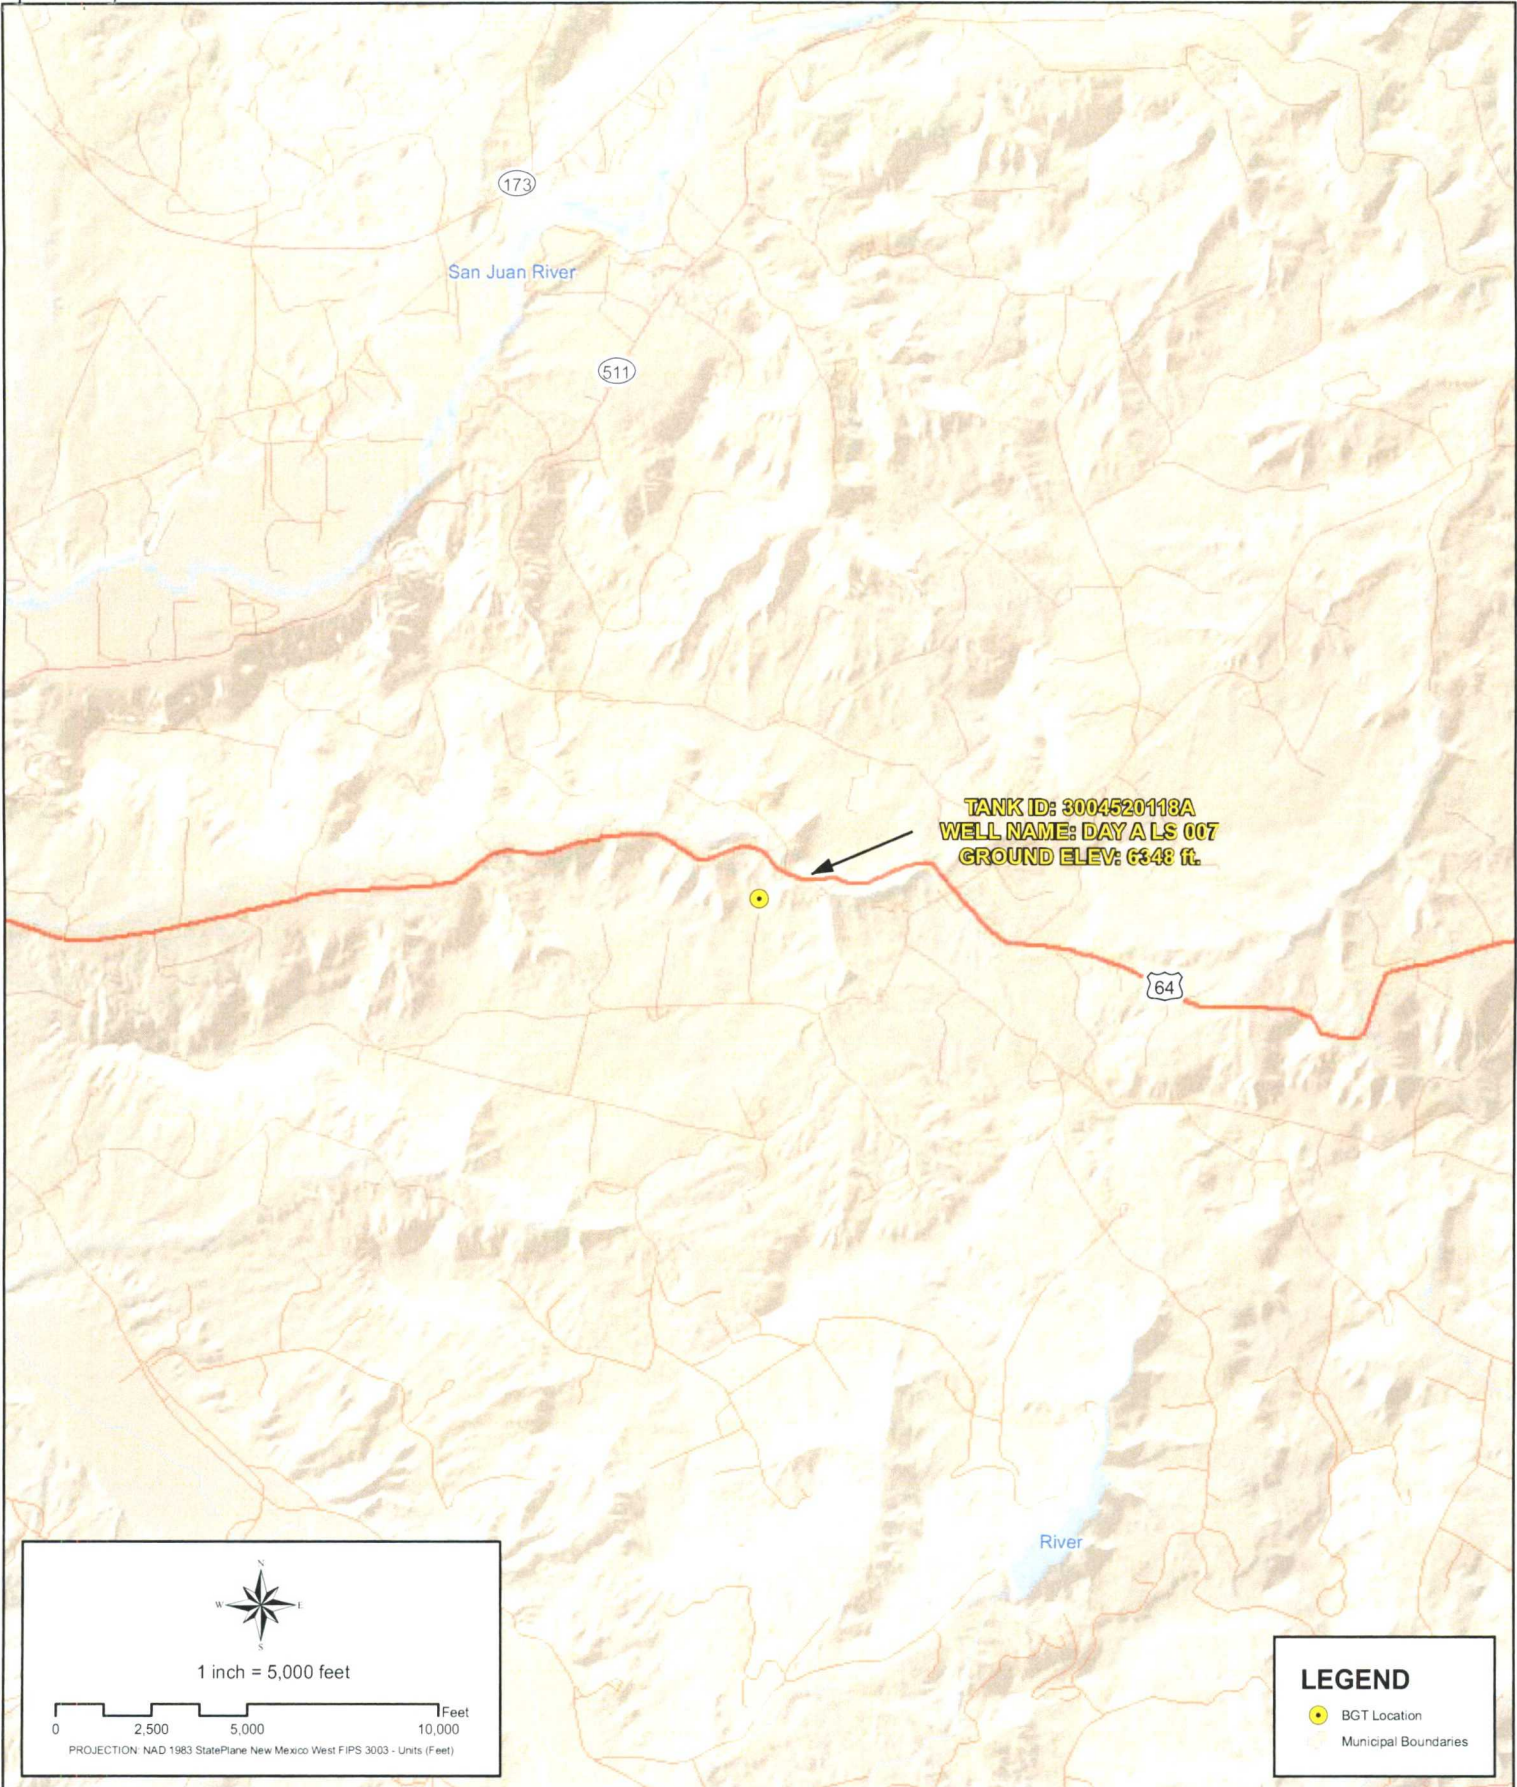 173
San Juan River
511
TANK ID: 3004520118A
WELL NAME: DAY A LS 007
GROUND ELEV: 6348 ft.
64
River
N
W E
S
1 inch = 5,000 feet
Feet
0 2,500 5,000 10,000
PROJECTION: NAD 1983 StatePlane New Mexico West FIPS 3003 - Units (Feet)
LEGEND
BGT Location
Municipal Boundaries